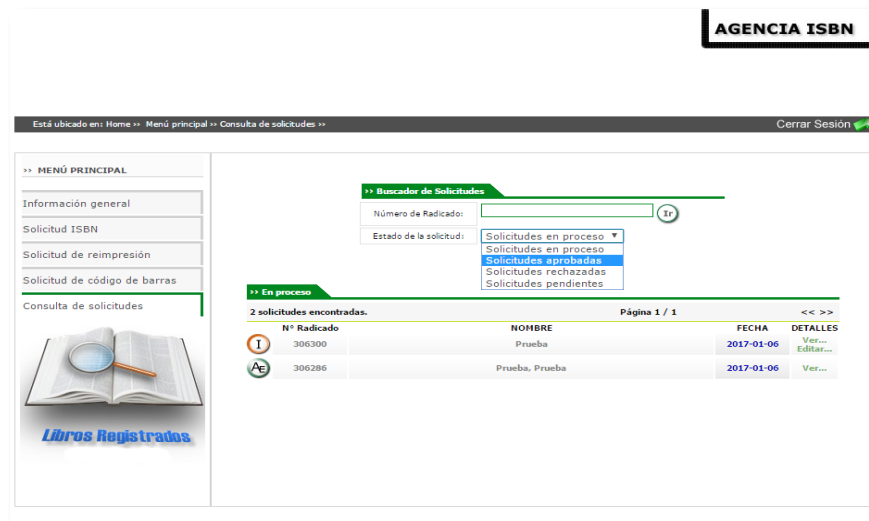 AGENCIA ISBN
Está ubicado en: Home ›› Menú principal ›› Consulta de solicitudes ››
Cerrar Sesión
›› MENÚ PRINCIPAL
Información general
Solicitud ISBN
Solicitud de reimpresión
Solicitud de código de barras
Consulta de solicitudes
Libros Registrados
›› Buscador de Solicitudes
Número de Radicado:
Ir
Estado de la solicitud:
Solicitudes en proceso ▼
Solicitudes en proceso
Solicitudes aprobadas
Solicitudes rechazadas
Solicitudes pendientes
›› En proceso
2 solicitudes encontradas. Página 1 / 1 << >>
Nº Radicado NOMBRE FECHA DETALLES
I 306300 Prueba 2017-01-06 Ver...
Editar...
AE 306286 Prueba, Prueba 2017-01-06 Ver...